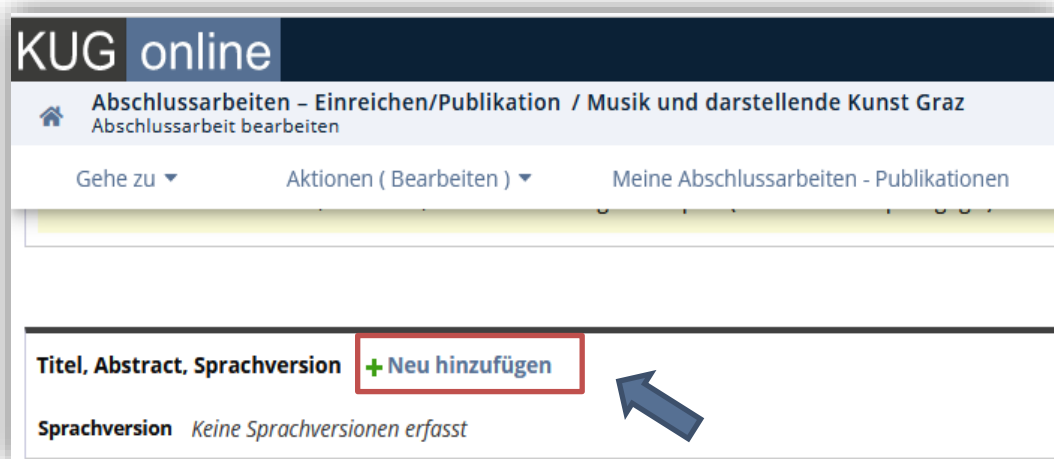 KUG online
Abschlussarbeiten – Einreichen/Publikation / Musik und darstellende Kunst Graz
Abschlussarbeit bearbeiten
Gehe zu Aktionen ( Bearbeiten ) Meine Abschlussarbeiten - Publikationen
Titel, Abstract, Sprachversion + Neu hinzufügen
Sprachversion Keine Sprachversionen erfasst